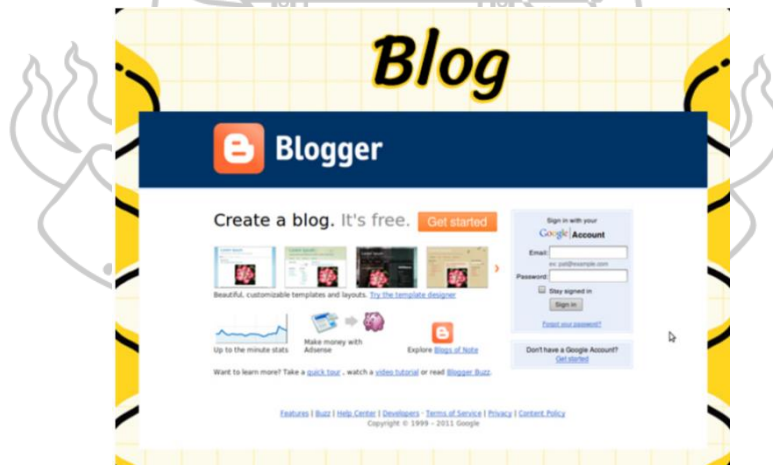 Blog
Blogger
Create a blog. It's free. Get started
Beautiful, customizable templates and layouts. Try the template designer
Up to the minute stats
Make money with
Adsense
Explore Blogs of Note
Want to learn more? Take a quick tour , watch a video tutorial or read Blogger Buzz.
Sign in with your
Google Account
Email:
ex: pat@example.com
Password:
Stay signed in
Sign in
Forgot your password?
Don't have a Google Account?
Get started
Features | Buzz | Help Center | Developers - Terms of Service | Privacy | Content Policy
Copyright © 1999 – 2011 Google